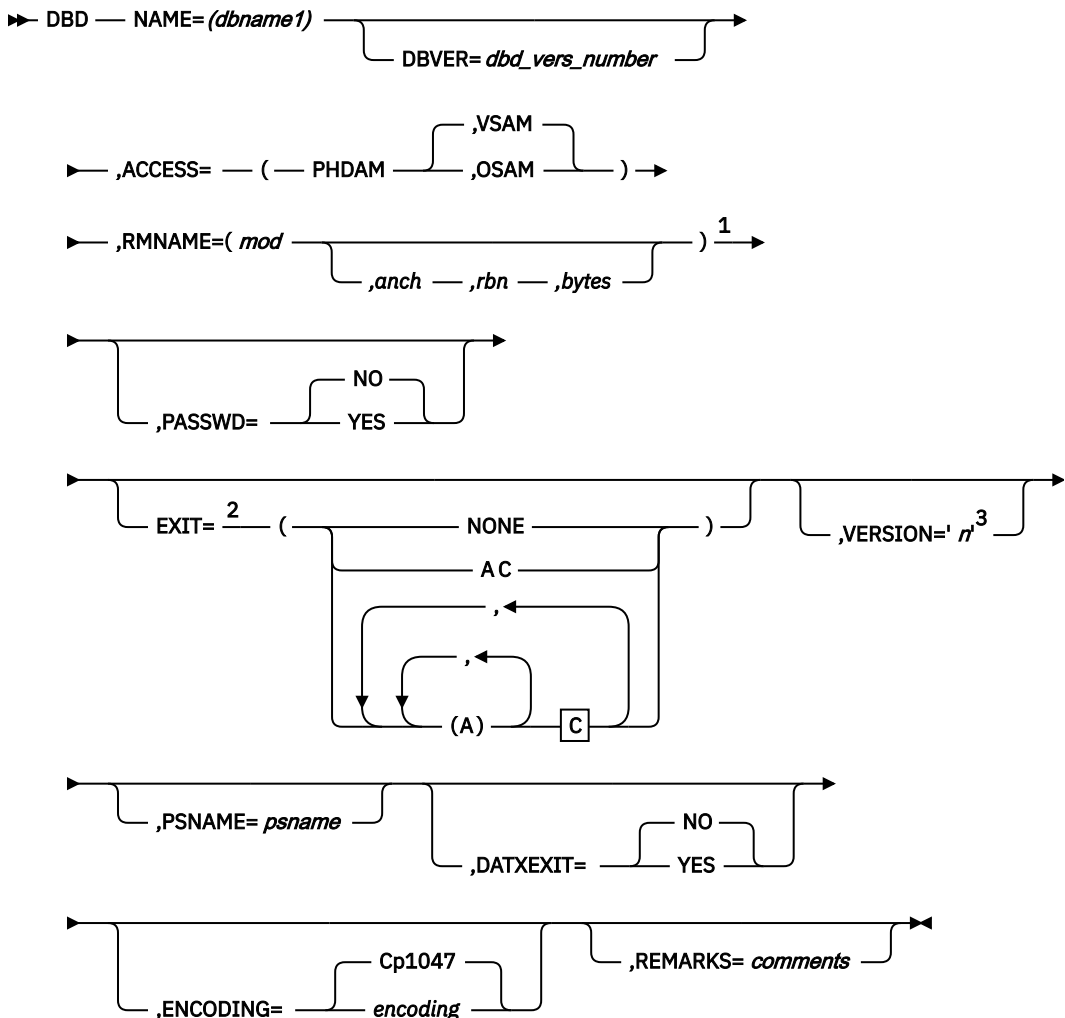 DBD NAME=(dbname1)
DBVER=dbd_vers_number
,VSAM
,ACCESS= ( PHDAM ,OSAM )
,RMNAME=( mod ) 1
,anch ,rbn ,bytes
NO
,PASSWD= YES
EXIT= 2 ( NONE ) ,VERSION=' n'3
A C
,
,
(A) C
,PSNAME= psname NO
,DATXEXIT= YES
Cp1047 ,REMARKS= comments
,ENCODING= encoding